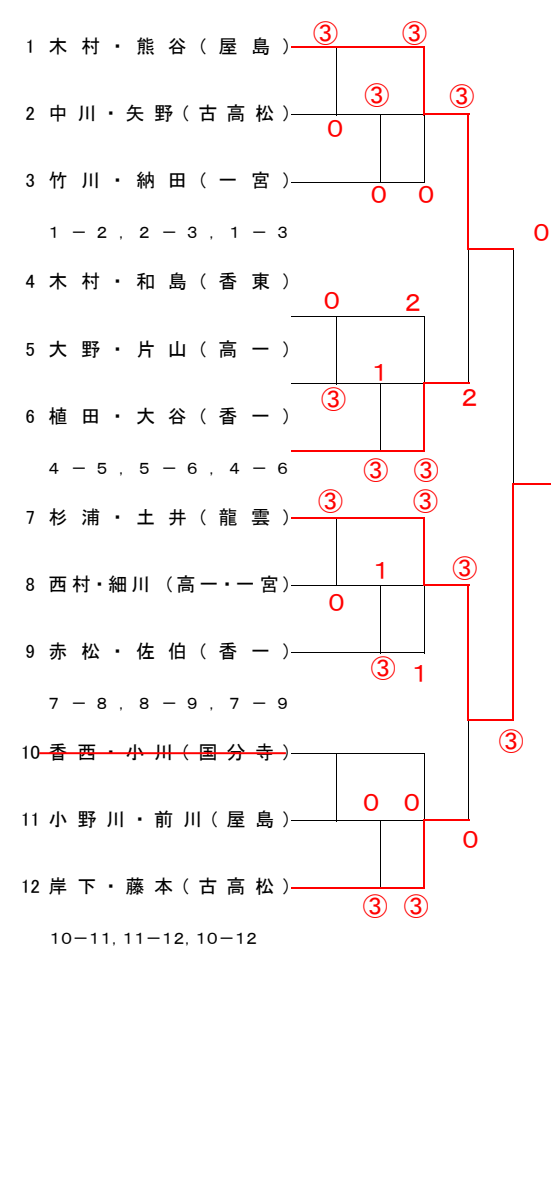 ③ ③
1 木村・熊谷(屋島)
③ ③
2 中川・矢野(古高松)
0
3 竹川・納田(一宮)
0 0
1－2，2－3，1－3
0
4 木村・和島(香東)
0 2
5 大野・片山(高一)
1
③ 2
6 植田・大谷(香一)
4－5，5－6，4－6
③ ③
③ ③
7 杉浦・土井(龍雲)
1 ③
8 西村・細川(高一・一宮)
0
9 赤松・佐伯(香一)
③ 1
7－8，8－9，7－9
③
10 香西・小川(国分寺)
0 0
11 小野川・前川(屋島)
0
12 岸下・藤本(古高松)
③ ③
10－11，11－12，10－12